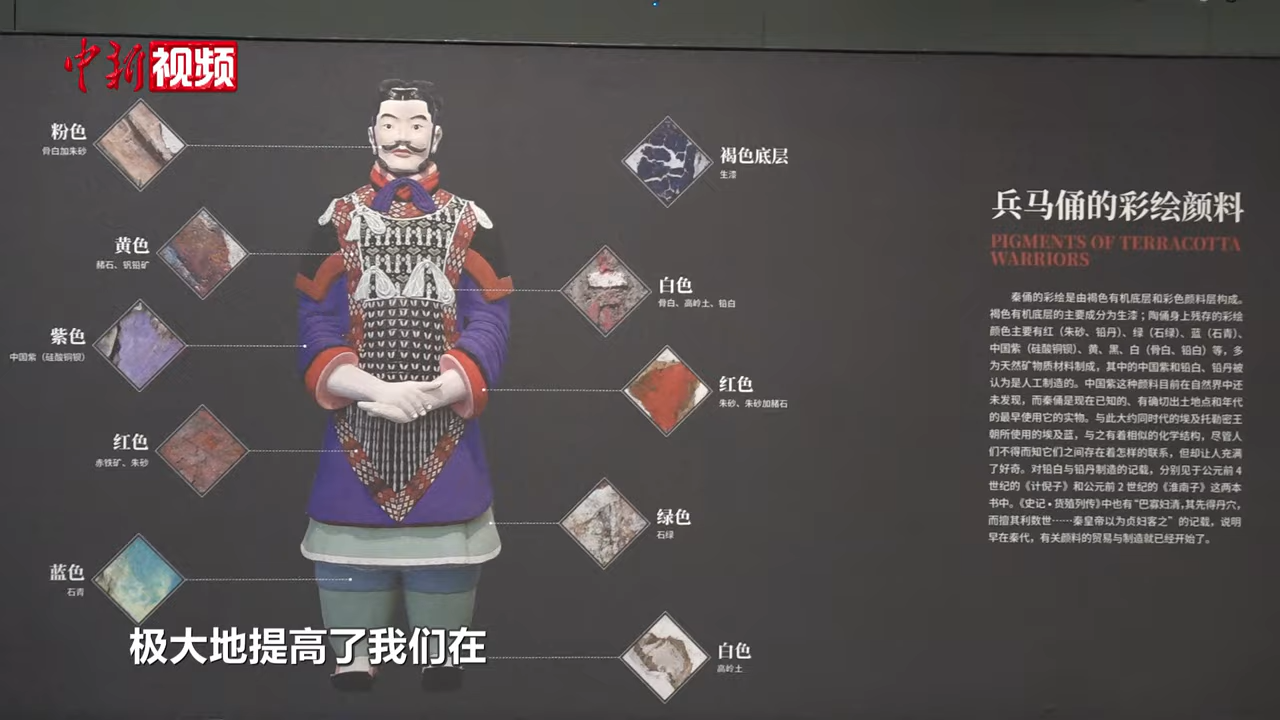 中新视频
粉色
骨白加朱砂
黄色
赭石、钒铅矿
紫色
中国紫（硅酸铜钡）
红色
赤铁矿、朱砂
蓝色
石青
褐色底层
生漆
白色
骨白、高岭土、铅白
红色
朱砂、朱砂加赭石
绿色
石绿
白色
高岭土
兵马俑的彩绘颜料
PIGMENTS OF TERRACOTTA
WARRIORS
秦俑的彩绘是由褐色有机底层和彩色颜料层构成。
褐色有机底层的主要成分为生漆；陶俑身上残存的彩绘
颜色主要有红（朱砂、铅丹）、绿（石绿）、蓝（石青）、
中国紫（硅酸铜钡）、黄、黑、白（骨白、铅白）等，多
为天然矿物质材料制成，其中的中国紫和铅白、铅丹被
认为是人工制造的。中国紫这种颜料目前在自然界中还
未发现，而秦俑是现在已知的、有确切出土地点和年代
的最早使用它的实物。与此大约同时代的埃及托勒密王
朝所使用的埃及蓝，与之有着相似的化学结构，尽管人
们不得而知它们之间存在着怎样的联系，但却让人充满
了好奇。对铅白与铅丹制造的记载，分别见于公元前 4
世纪的《计倪子》和公元前 2 世纪的《淮南子》这两本
书中。《史记·货殖列传》中也有“巴寡妇清,其先得丹穴，
而擅其利数世……秦皇帝以为贞妇客之”的记载，说明
早在秦代，有关颜料的贸易与制造就已经开始了。
极大地提高了我们在